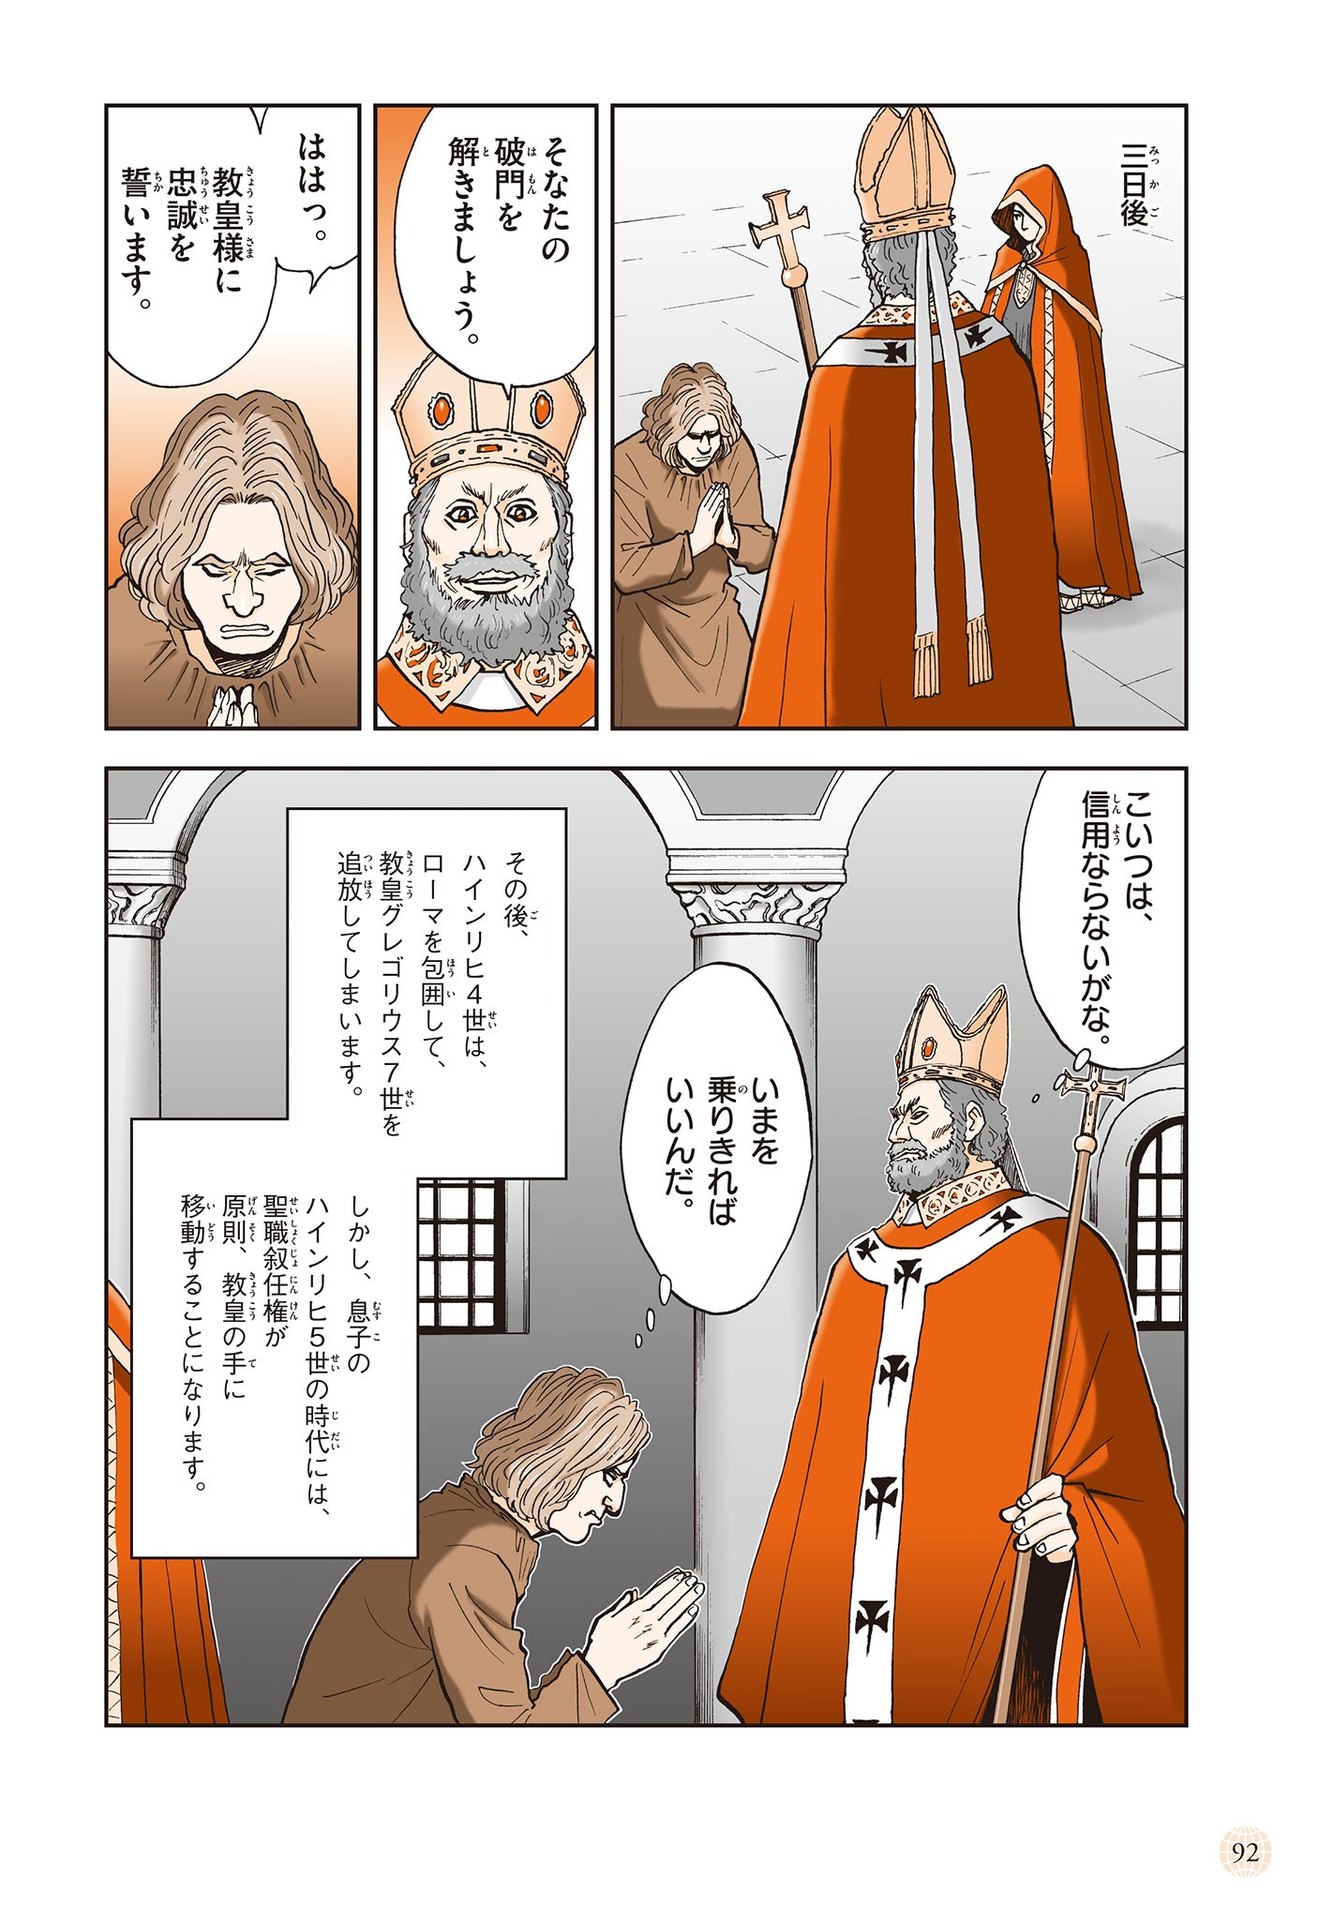 三日後
そなたの
破門を
解きましょう。
ははっ。
教皇様に
忠誠を
誓います。
こいつは、
信用ならないがな。
いまを
乗りきれば
いいんだ。
その後、
ハインリヒ4世は、
ローマを包囲して、
教皇グレゴリウス7世を
追放してしまいます。
しかし、息子の
ハインリヒ5世の時代には、
聖職叙任権が
原則、教皇の手に
移動することになります。
92